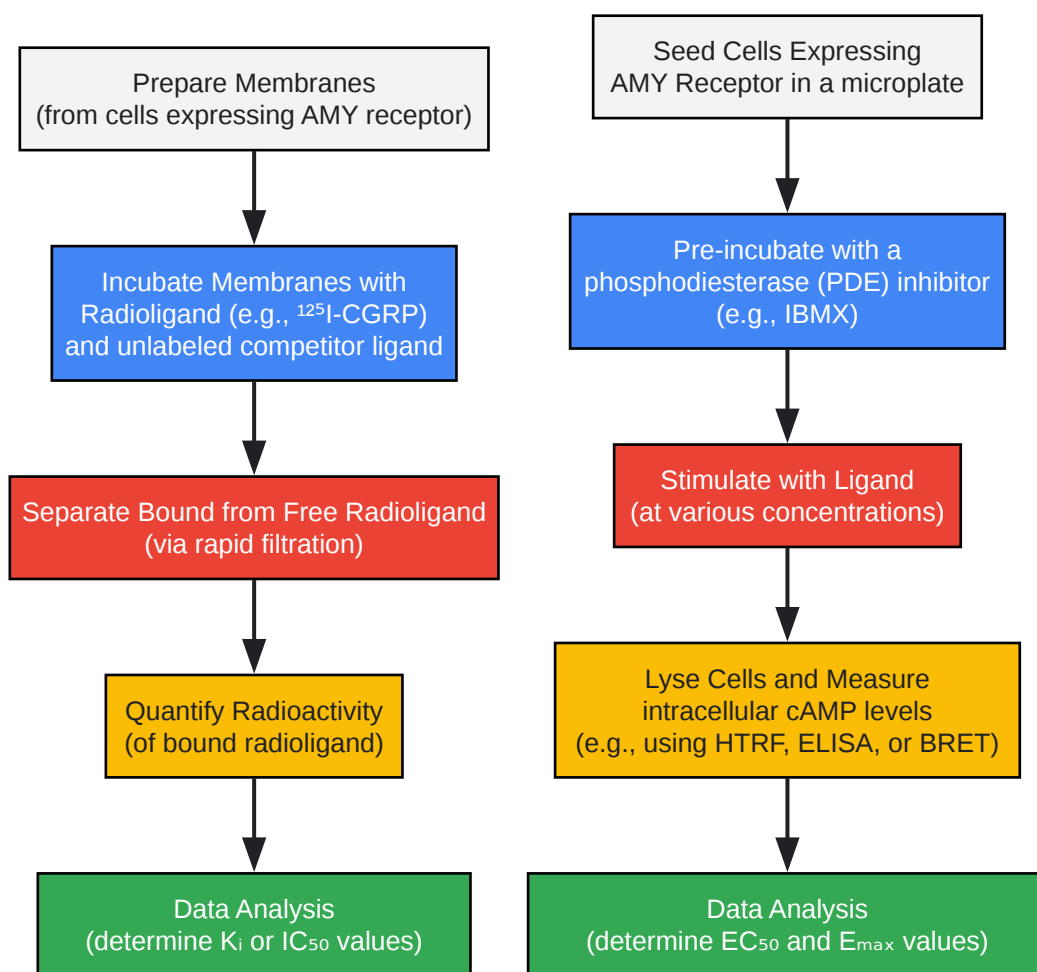 Prepare Membranes
(from cells expressing AMY receptor)
Incubate Membranes with
Radioligand (e.g., ¹²⁵I-CGRP)
and unlabeled competitor ligand
Separate Bound from Free Radioligand
(via rapid filtration)
Quantify Radioactivity
(of bound radioligand)
Data Analysis
(determine Kᵢ or IC₅₀ values)
Seed Cells Expressing
AMY Receptor in a microplate
Pre-incubate with a
phosphodiesterase (PDE) inhibitor
(e.g., IBMX)
Stimulate with Ligand
(at various concentrations)
Lyse Cells and Measure
intracellular cAMP levels
(e.g., using HTRF, ELISA, or BRET)
Data Analysis
(determine EC₅₀ and Eₘₐₓ values)